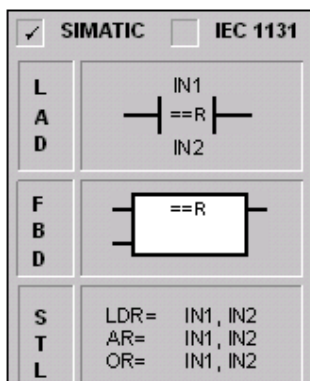 ✓ SIMATIC IEC 1131
L
A
D
IN1
==R
IN2
F
B
D
==R
S
T
L
LDR= IN1, IN2
AR= IN1, IN2
OR= IN1, IN2